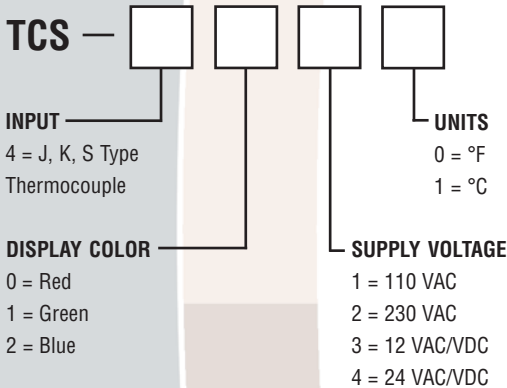 TCS —
INPUT
4 = J, K, S Type
Thermocouple
UNITS
0 = °F
1 = °C
DISPLAY COLOR
0 = Red
1 = Green
2 = Blue
SUPPLY VOLTAGE
1 = 110 VAC
2 = 230 VAC
3 = 12 VAC/VDC
4 = 24 VAC/VDC